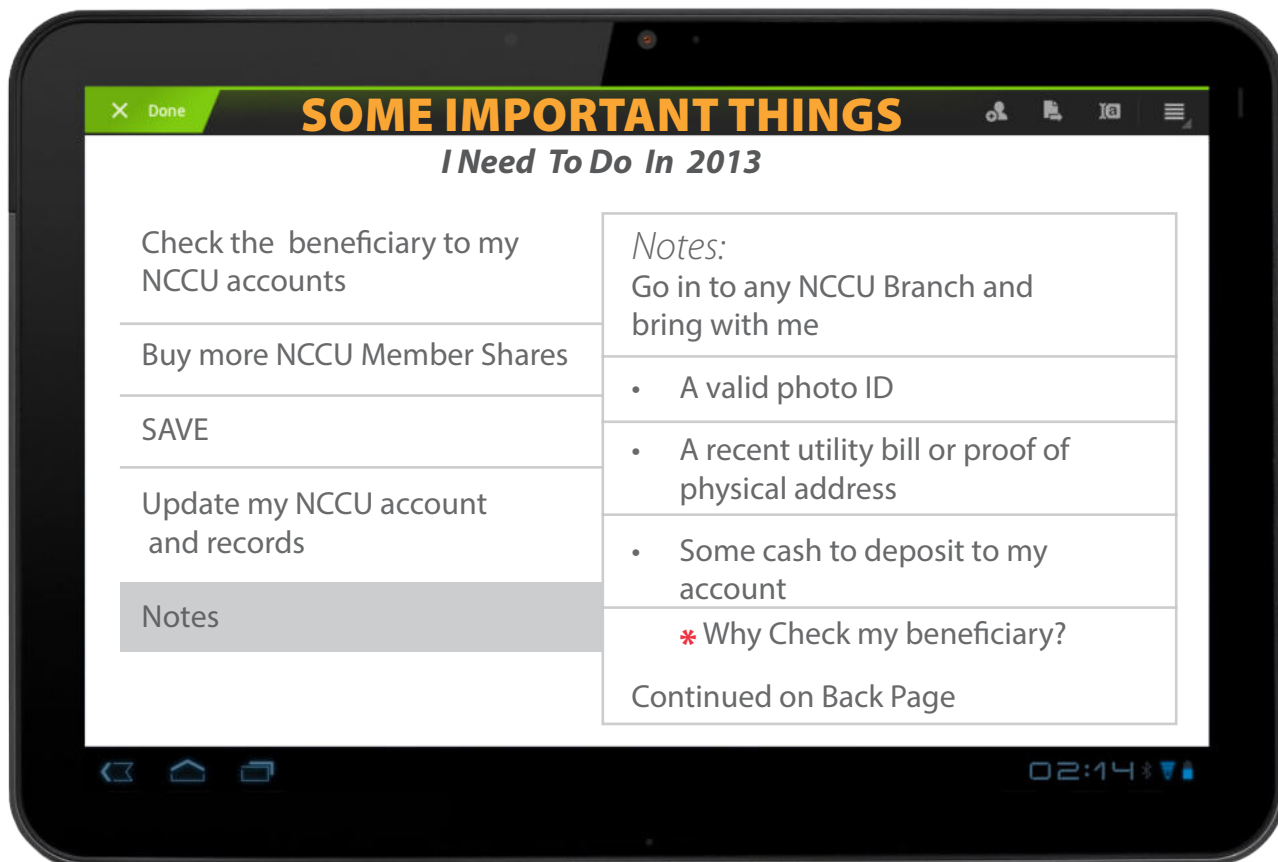 Done
SOME IMPORTANT THINGS
I Need To Do In 2013
Check the beneficiary to my
NCCU accounts
Buy more NCCU Member Shares
SAVE
Update my NCCU account
and records
Notes
Notes:
Go in to any NCCU Branch and
bring with me
• A valid photo ID
• A recent utility bill or proof of
physical address
• Some cash to deposit to my
account
* Why Check my beneficiary?
Continued on Back Page
02:14